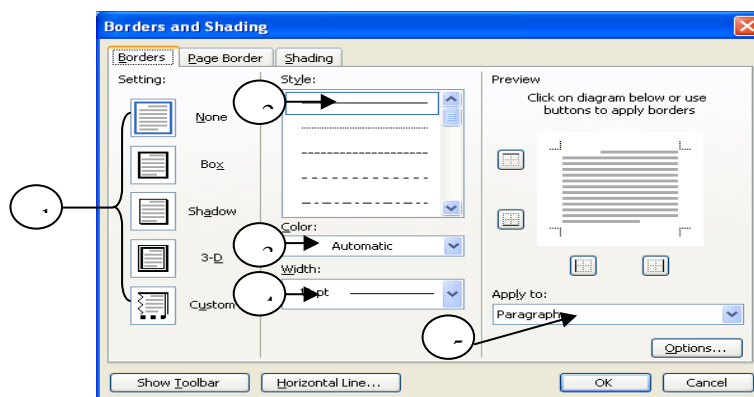 Borders and Shading
Borders
Page Border
Shading
Setting:
None
Box
Shadow
3-D
Custom
Style:
Color:
Automatic
Width:
pt
Preview
Click on diagram below or use
buttons to apply borders
Apply to:
Paragraph
Options...
Show Toolbar
Horizontal Line...
OK
Cancel